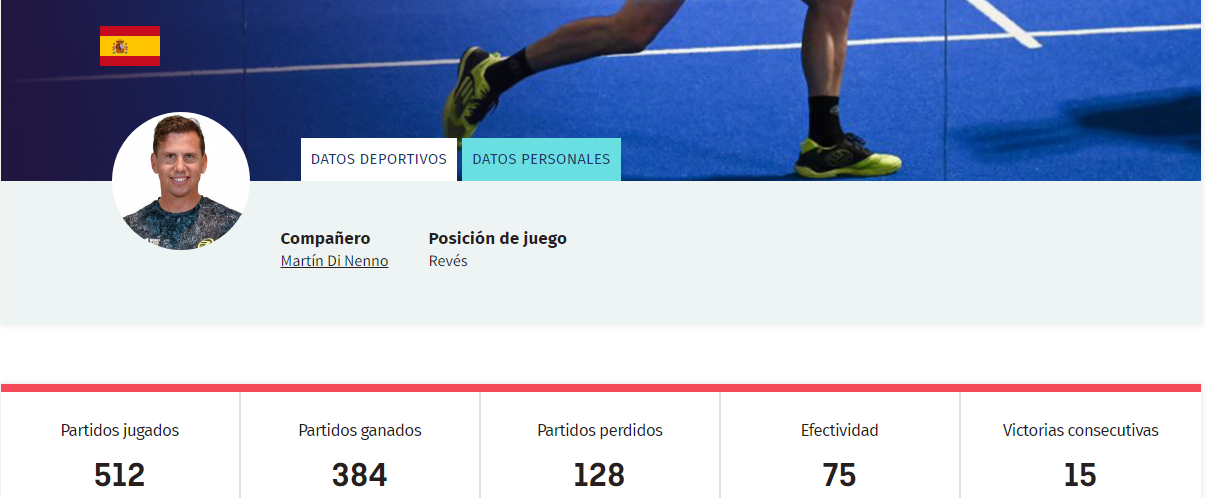 DATOS DEPORTIVOS
DATOS PERSONALES
Compañero
Posición de juego
Martín Di Nenno
Revés
Partidos jugados
Partidos ganados
Partidos perdidos
Efectividad
Victorias consecutivas
512
384
128
75
15